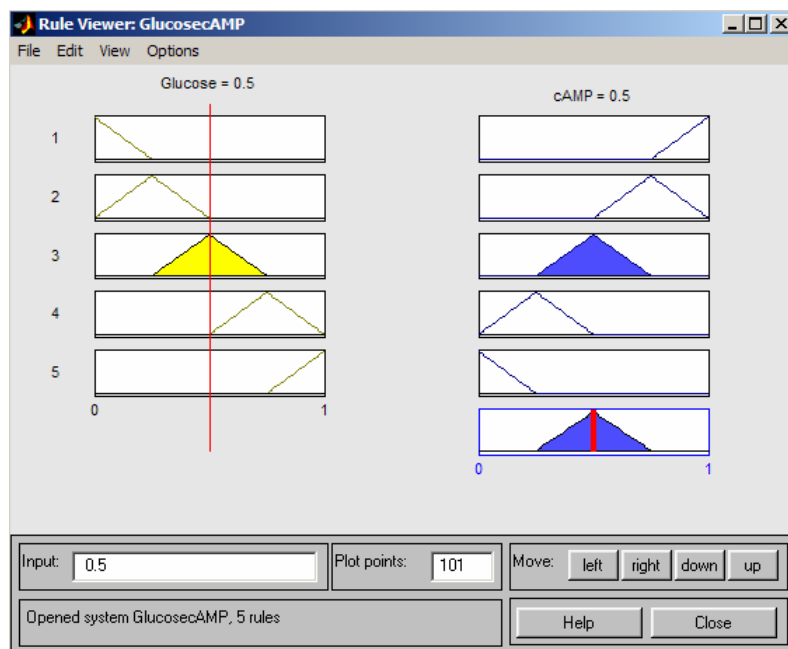 Rule Viewer: GlucosecAMP
File Edit View Options
Glucose = 0.5
cAMP = 0.5
1
2
3
4
5
0 1
0 1
Input: 0.5
Plot points: 101
Move: left right down up
Opened system GlucosecAMP, 5 rules
Help Close